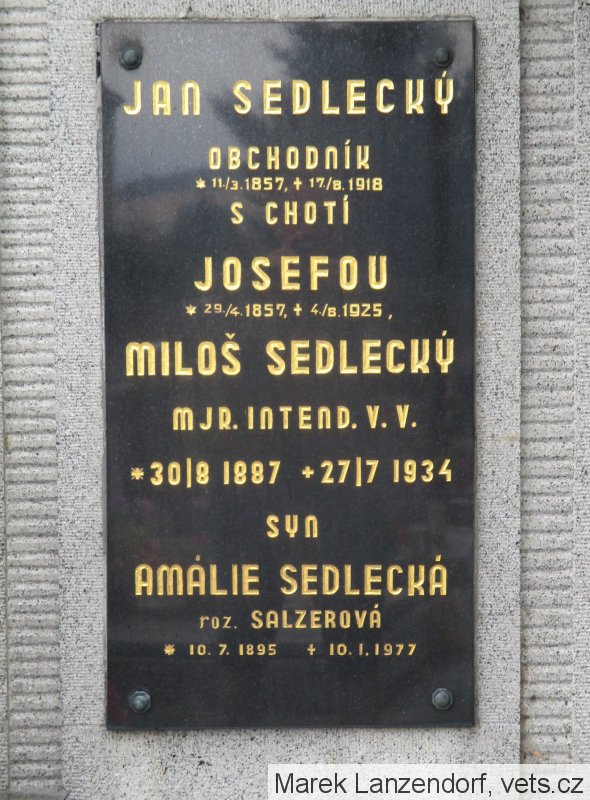 JAN SEDLECKÝ
OBCHODNÍK
* 11./3.1857, + 17./8.1918
S CHOTÍ
JOSEFOU
* 29./4.1857, + 4./8.1925,
MILOŠ SEDLECKÝ
MJR. INTEND. V. V.
*30|8 1887 +27|7 1934
SYN
AMÁLIE SEDLECKÁ
roz. SALZEROVÁ
* 10.7.1895 + 10.1.1977
Marek Lanzendorf, vets.cz